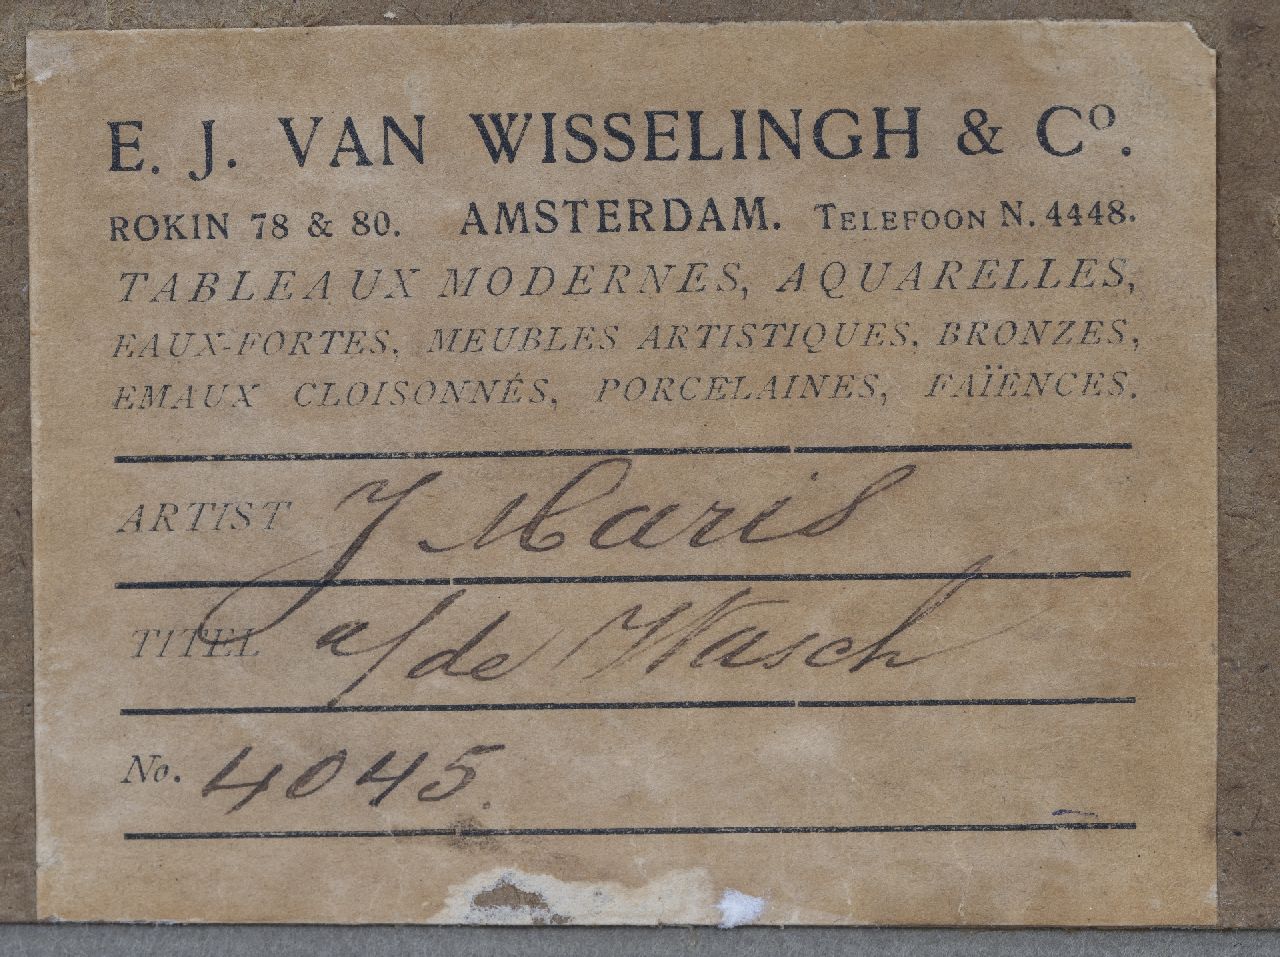 E. J. VAN WISSELINGH & Cº.
ROKIN 78 & 80. AMSTERDAM. TELEFOON N. 4448.
TABLEAUX MODERNES, AQUARELLES,
EAUX-FORTES, MEUBLES ARTISTIQUES, BRONZES,
EMAUX CLOISONNÉS, PORCELAINES, FAÏENCES.
ARTIST J Maris
TITEL a/de Wasch
No. 4045.